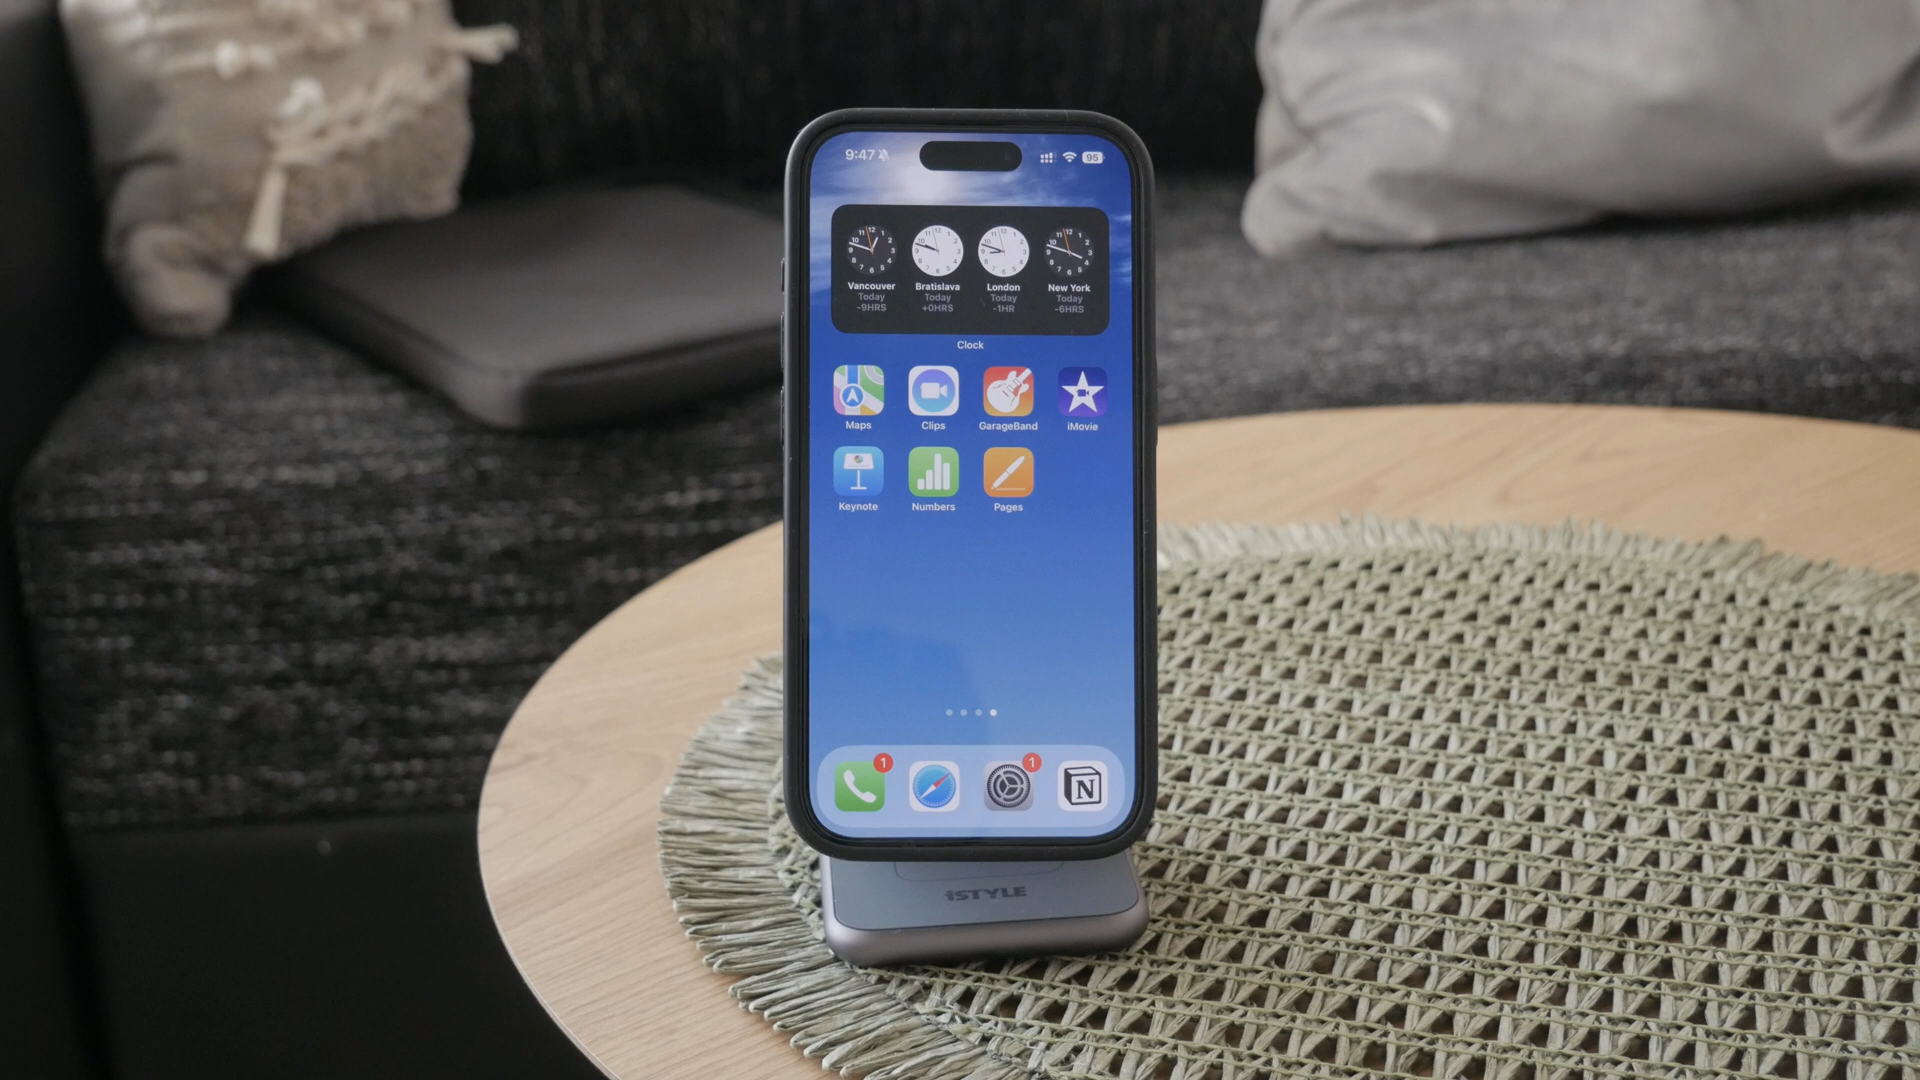 9:47 95
Vancouver Bratislava London New York
Today Today Today Today
-9HRS +0HRS -1HR -6HRS
Clock
Maps Clips GarageBand iMovie
Keynote Numbers Pages
1 1
N
iSTYLE